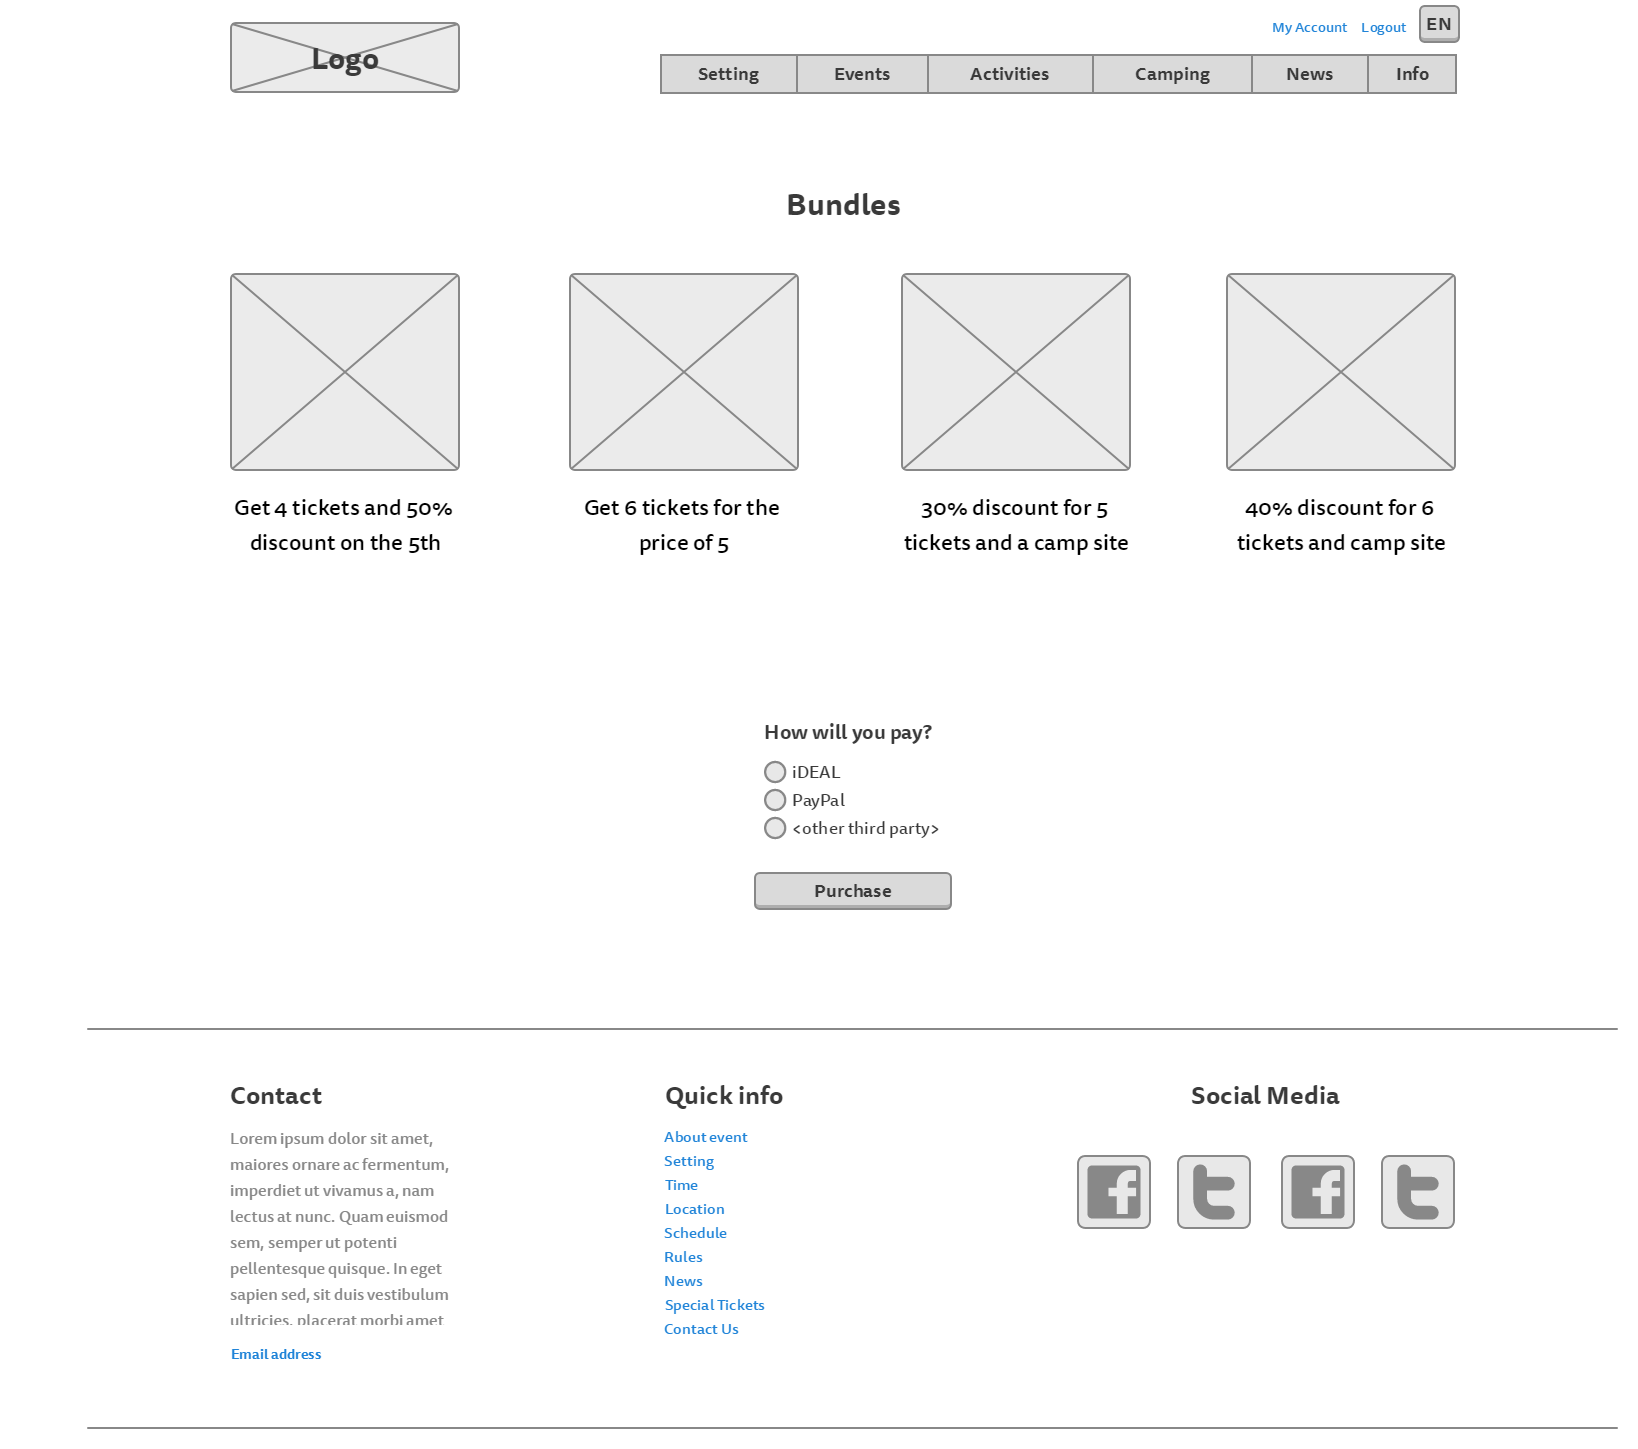 My Account Logout EN
Logo
Setting Events Activities Camping News Info
Bundles
Get 4 tickets and 50%
discount on the 5th
Get 6 tickets for the
price of 5
30% discount for 5
tickets and a camp site
40% discount for 6
tickets and camp site
How will you pay?
iDEAL
PayPal
<other third party>
Purchase
Contact
Lorem ipsum dolor sit amet,
maiores ornare ac fermentum,
imperdiet ut vivamus a, nam
lectus at nunc. Quam euismod
sem, semper ut potenti
pellentesque quisque. In eget
sapien sed, sit duis vestibulum
ultricies, placerat morbi amet
Email address
Quick info
About event
Setting
Time
Location
Schedule
Rules
News
Special Tickets
Contact Us
Social Media